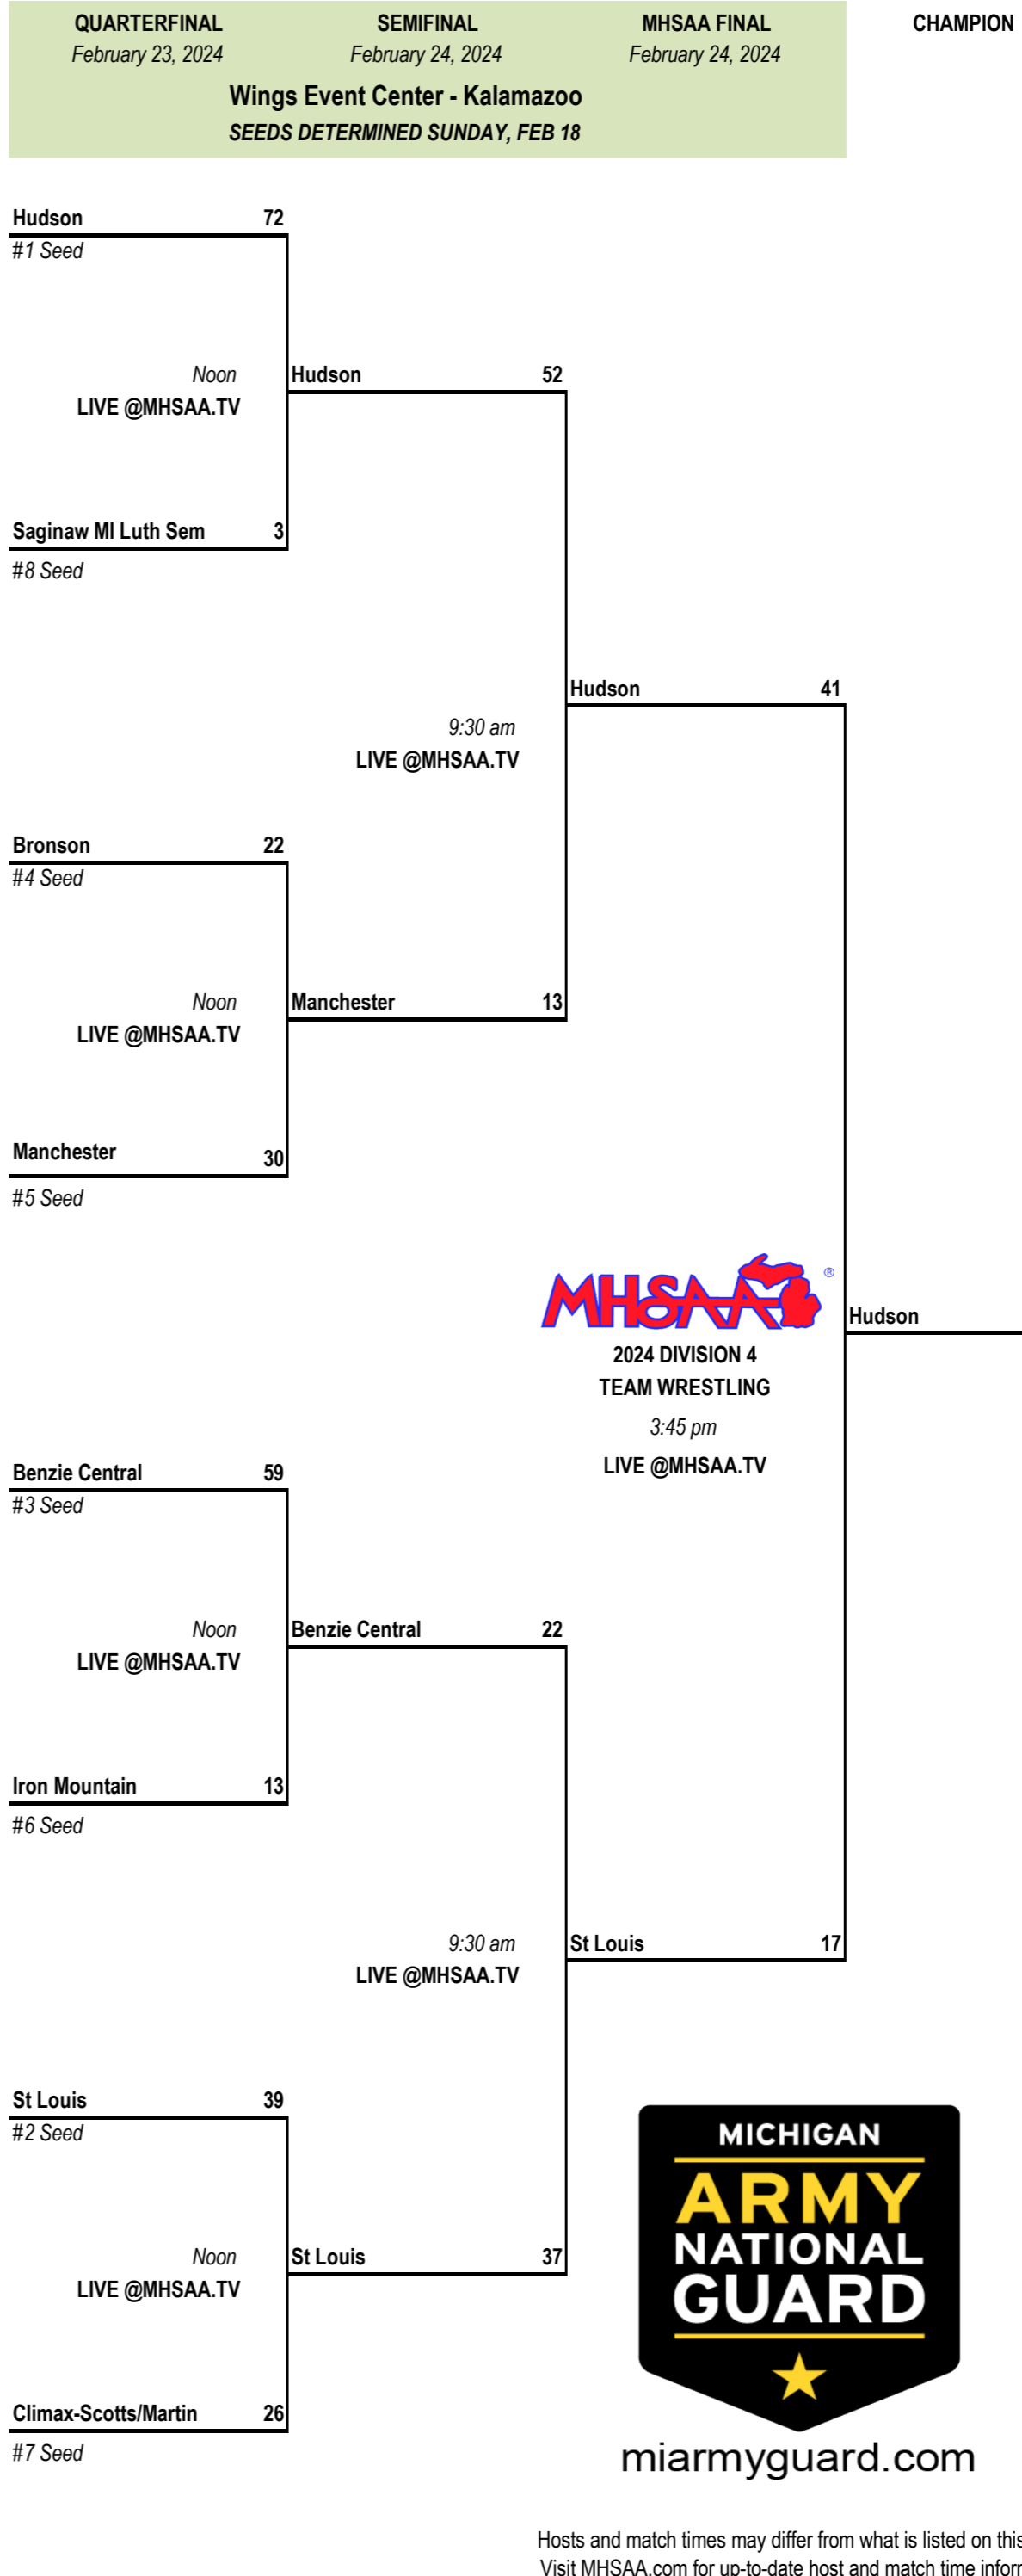 QUARTERFINAL SEMIFINAL MHSAA FINAL CHAMPION
February 23, 2024 February 24, 2024 February 24, 2024
Wings Event Center - Kalamazoo
SEEDS DETERMINED SUNDAY, FEB 18
Hudson 72
#1 Seed
Noon Hudson 52
LIVE @MHSAA.TV
Saginaw MI Luth Sem 3
#8 Seed
Hudson 41
9:30 am
LIVE @MHSAA.TV
Bronson 22
#4 Seed
Noon Manchester 13
LIVE @MHSAA.TV
Manchester 30
#5 Seed
MHSAA ®
Hudson
2024 DIVISION 4
TEAM WRESTLING
3:45 pm
LIVE @MHSAA.TV
Benzie Central 59
#3 Seed
Noon Benzie Central 22
LIVE @MHSAA.TV
Iron Mountain 13
#6 Seed
9:30 am St Louis 17
LIVE @MHSAA.TV
St Louis 39
#2 Seed
Noon St Louis 37
LIVE @MHSAA.TV
Climax-Scotts/Martin 26
#7 Seed
MICHIGAN
ARMY
NATIONAL
GUARD
miarmyguard.com
Hosts and match times may differ from what is listed on this
Visit MHSAA.com for up-to-date host and match time